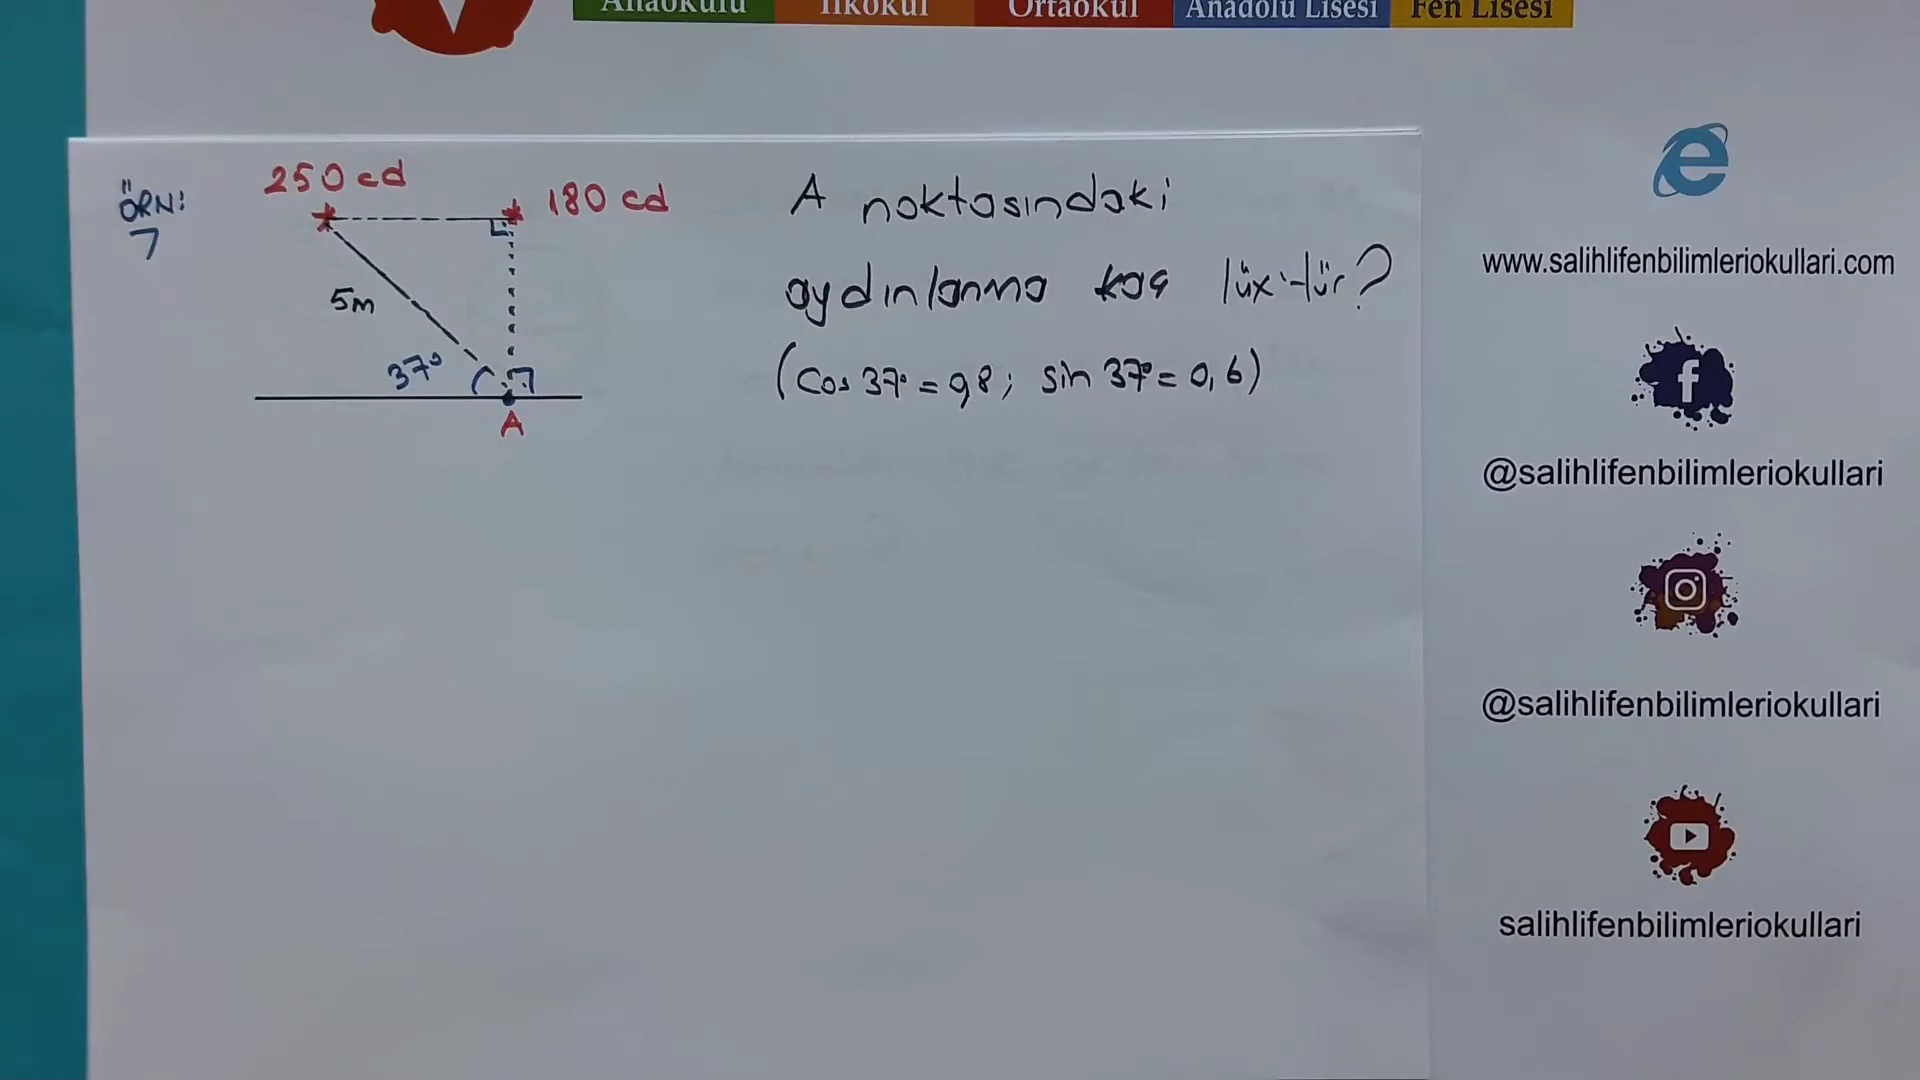 Anaokulu İlkokul Ortaokul Anadolu Lisesi Fen Lisesi
ÖRN:
7
250 cd
180 cd
5m
37°
A
A noktasındaki
aydınlanma kaç lüx'tür?
(cos 37° = 0,8; sin 37° = 0,6)
www.salihlifenbilimleriokullari.com
@salihlifenbilimleriokullari
@salihlifenbilimleriokullari
salihlifenbilimleriokullari